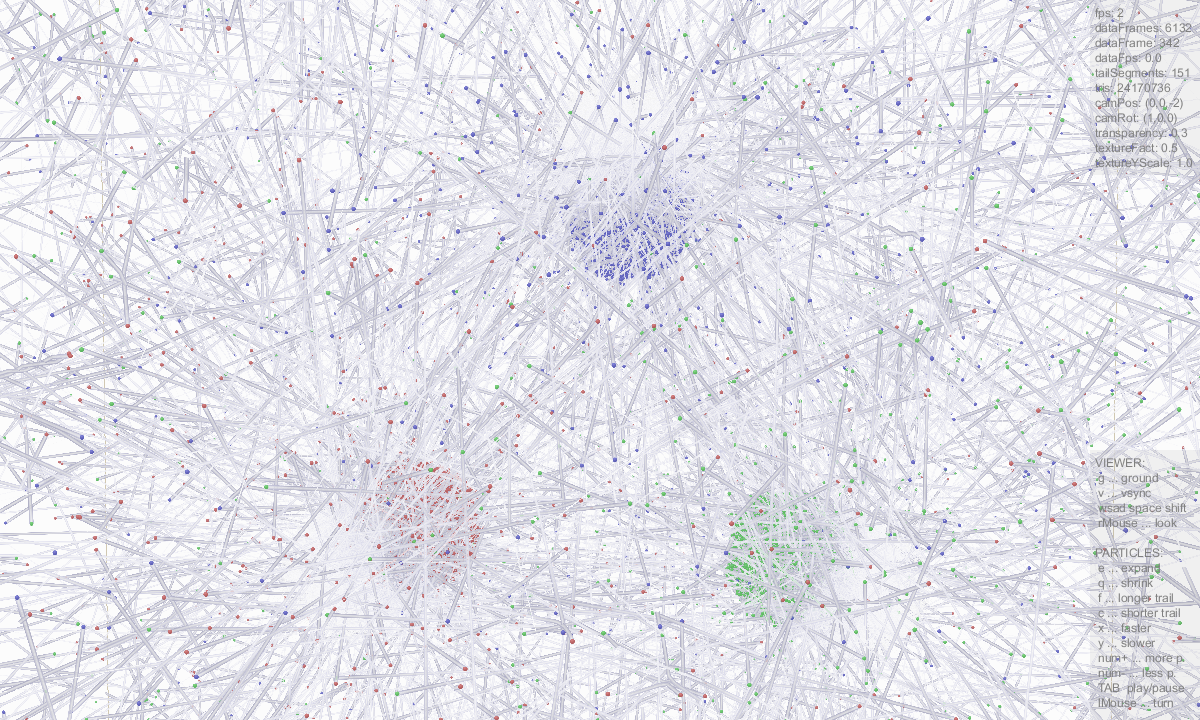 fps: 2
dataFrames: 6132
dataFrame: 342
dataFps: 0.0
tailSegments: 151
tris: 24170736
camPos: (0,0,-2)
camRot: (1,0,0)
transparency: 0.3
textureFact: 0.5
textureYScale: 1.0
VIEWER:
g ... ground
v ... vsync
wsad space shift
rMouse ... look
PARTICLES:
e ... expand
q ... shrink
f ... longer trail
c ... shorter trail
x ... faster
y ... slower
num+ ... more p.
num- ... less p.
TAB play/pause
lMouse ... turn